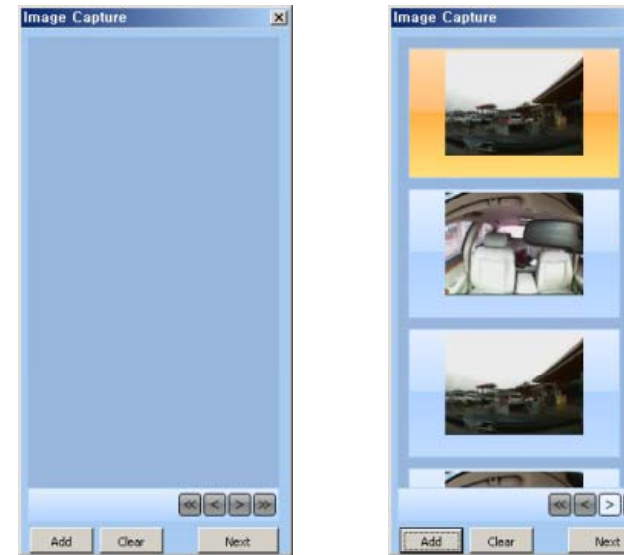 Image Capture
Image Capture
<< < > >>
<< < >
Add Clear Next
Add Clear Next